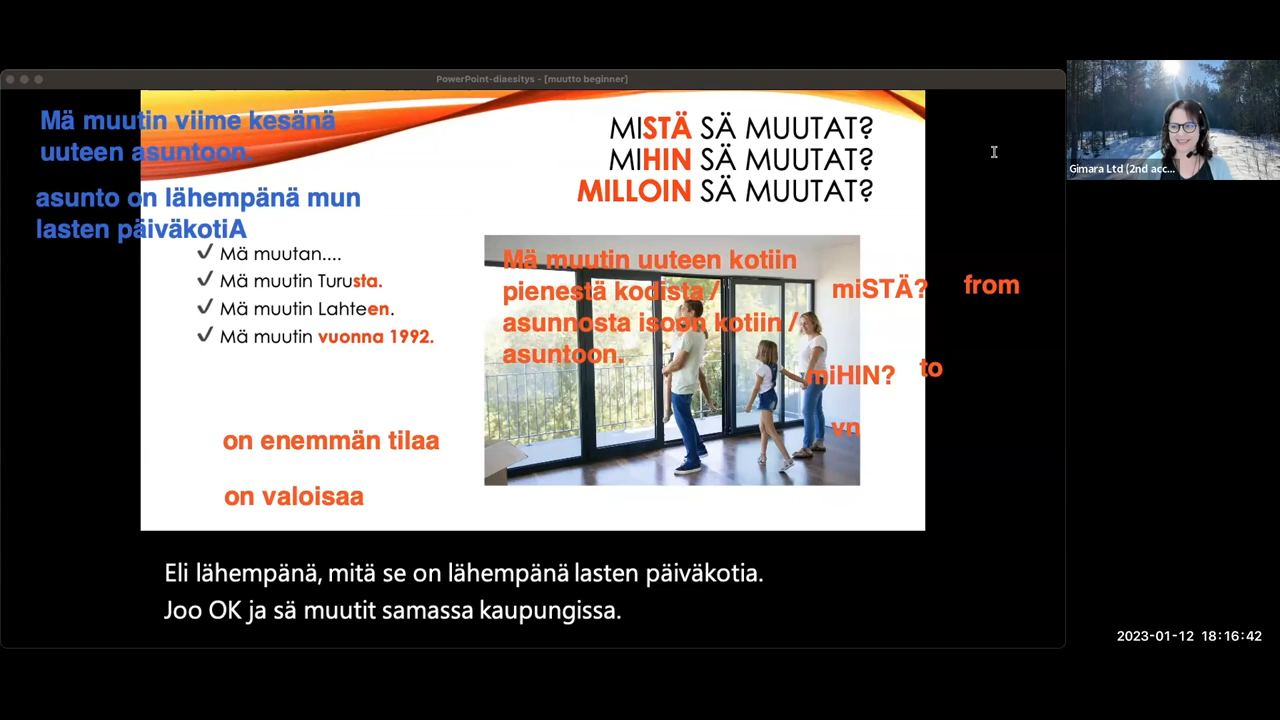 PowerPoint-diaesitys - [muutto beginner]
Mä muutin viime kesänä
uuteen asuntoon.
asunto on lähempänä mun
lasten päiväkotiA
MISTÄ SÄ MUUTAT?
MIHIN SÄ MUUTAT?
MILLOIN SÄ MUUTAT?
Gimara Ltd (2nd acc...
✓ Mä muutan....
✓ Mä muutin Turusta.
✓ Mä muutin Lahteen.
✓ Mä muutin vuonna 1992.
Mä muutin uuteen kotiin
pienestä kodista /
asunnosta isoon kotiin /
asuntoon.
miSTÄ? from
miHIN? to
vn
on enemmän tilaa
on valoisaa
Eli lähempänä, mitä se on lähempänä lasten päiväkotia.
Joo OK ja sä muutit samassa kaupungissa.
2023-01-12 18:16:42